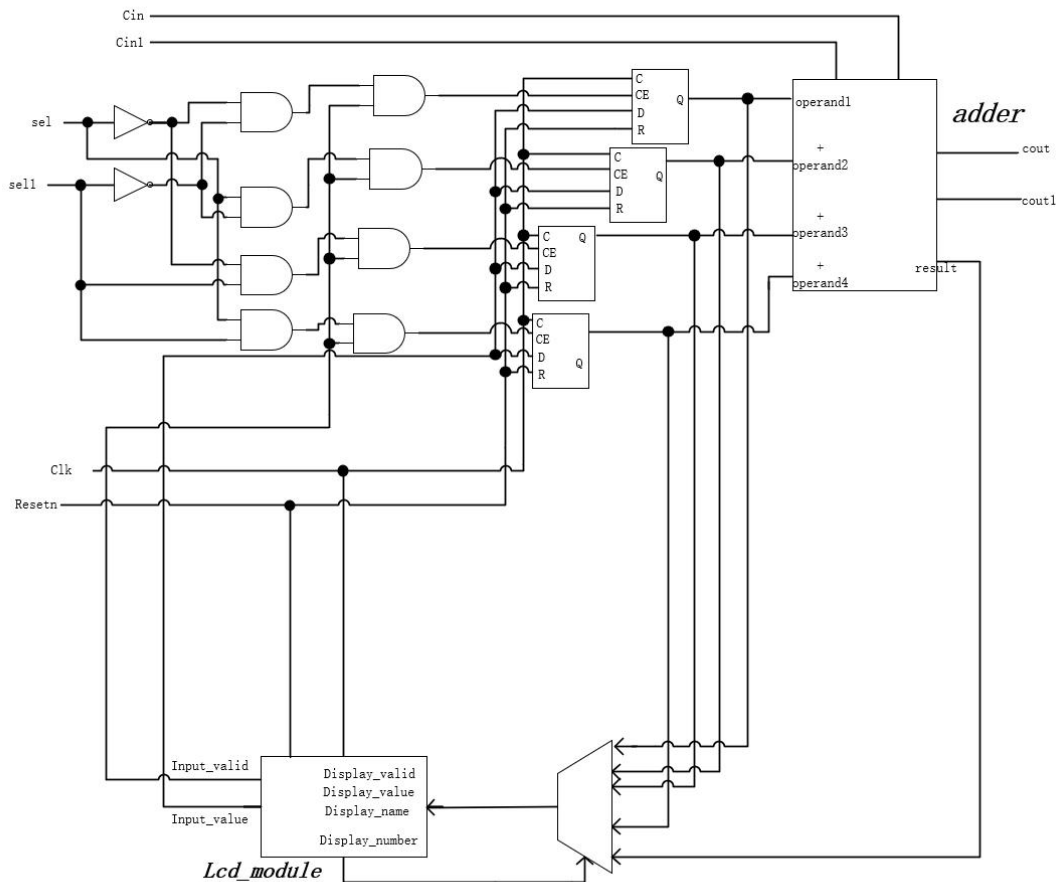 Cin
Cin1
sel
sel1
C
CE
D
R
Q
C
CE
D
R
Q
C
CE
D
R
Q
C
CE
D
R
Q
operand1
+
operand2
+
operand3
+
operand4
result
adder
cout
cout1
Clk
Resetn
Input_valid
Input_value
Display_valid
Display_value
Display_name
Display_number
Lcd_module